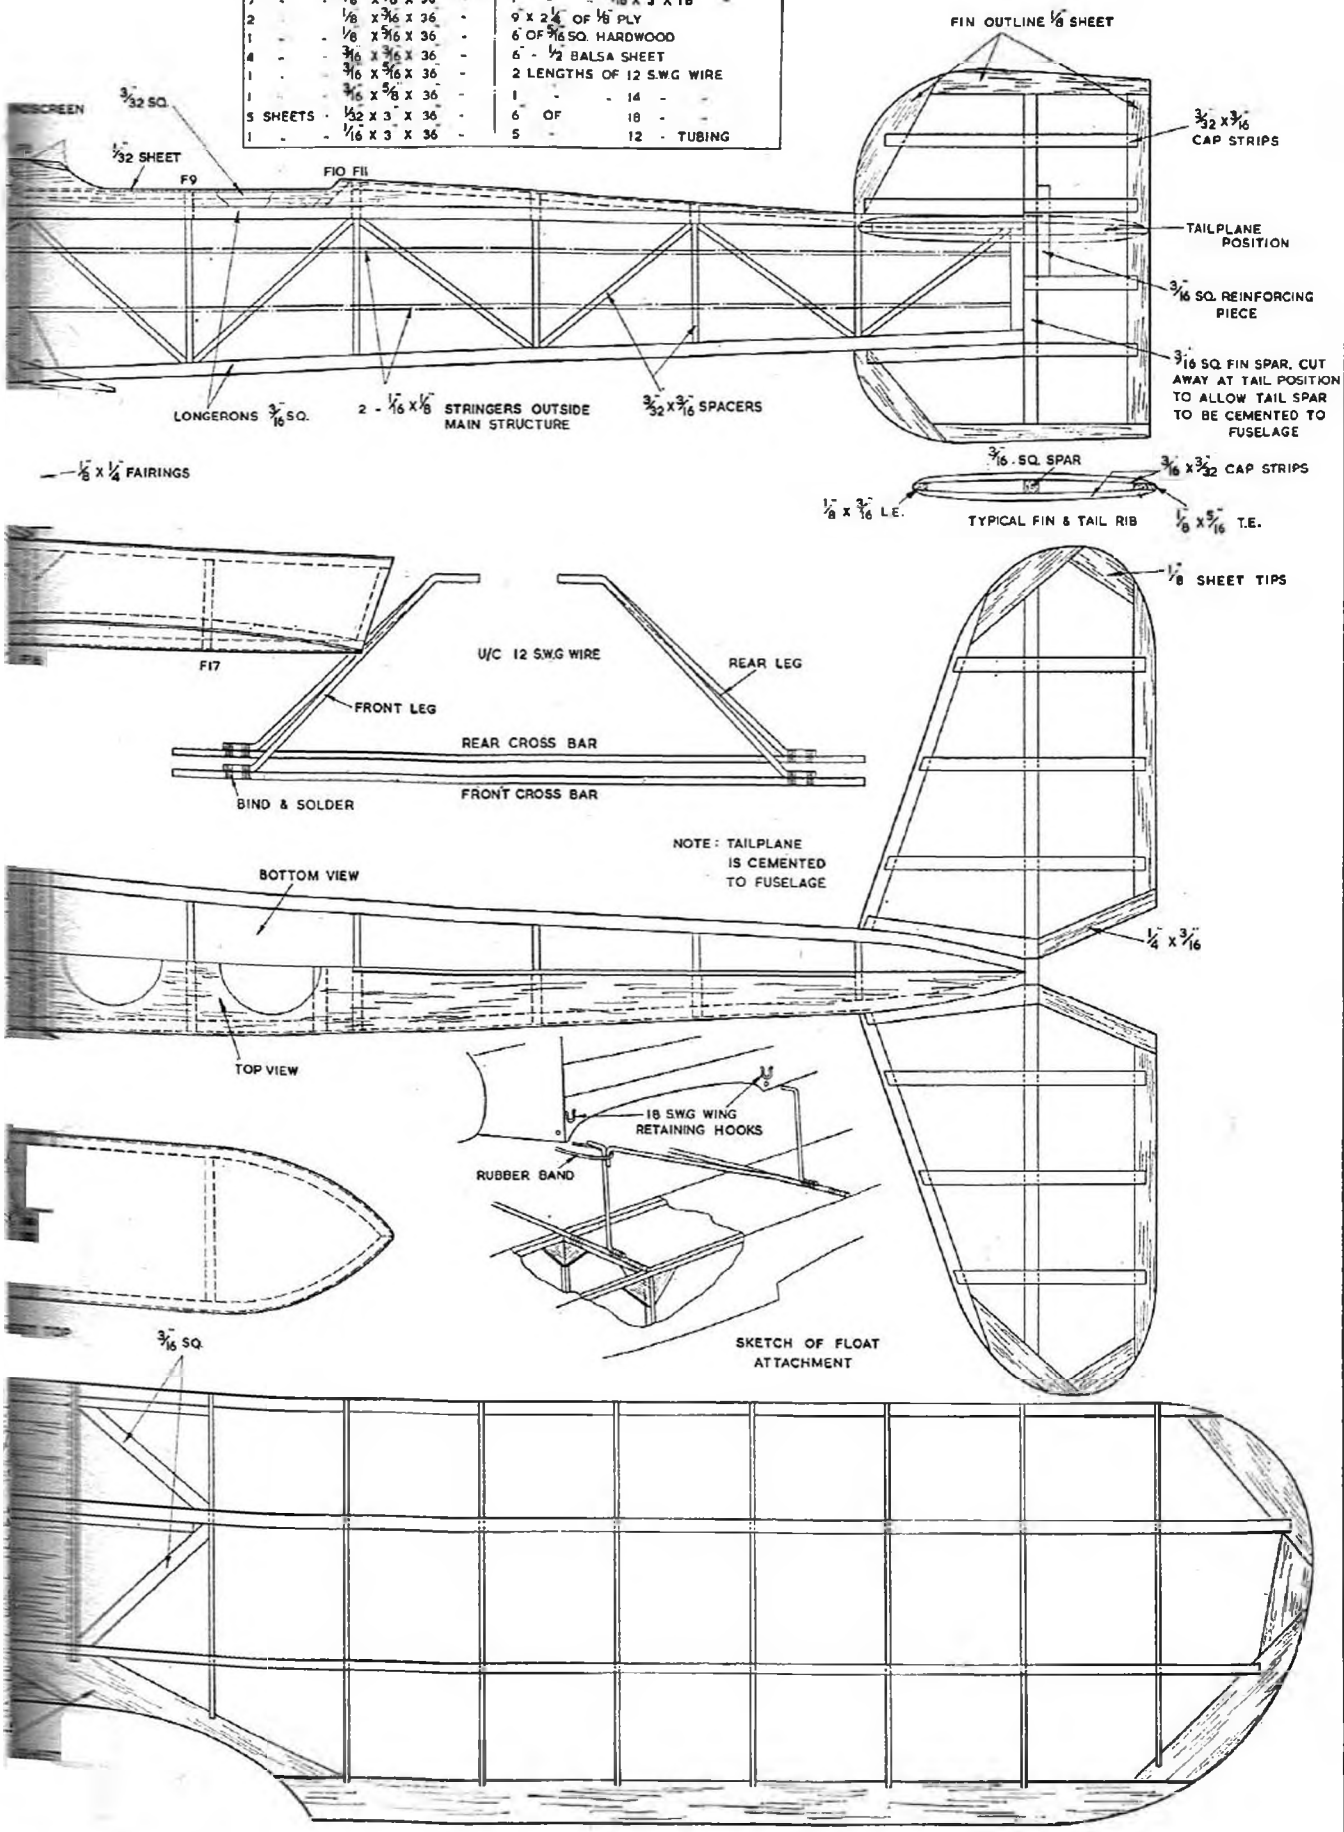 2 ⅛ X 3/16 X 36" -
1 - - ⅛ X 5/16 X 36" -
4 - - 3/16 X 3/16 X 36" -
1 - - 3/16 X 5/16 X 36" -
1 - - 3/16 X ⅝ X 36" -
5 SHEETS - 1/32 X 3" X 36" -
1 - - 1/16 X 3" X 36" -
9" X 2¼" OF ⅛" PLY
6" OF 5/16" SQ. HARDWOOD
6" - ½" BALSA SHEET
2 LENGTHS OF 12 S.W.G WIRE
1 - - 14 - -
6" OF 18 - -
5" - 12 - TUBING
FIN OUTLINE ⅛" SHEET
3/32" SQ.
1/32" SHEET
F9
F10 F11
3/32" X 3/16"
CAP STRIPS
TAILPLANE
POSITION
3/16" SQ. REINFORCING
PIECE
3/16" SQ. FIN SPAR, CUT
AWAY AT TAIL POSITION
TO ALLOW TAIL SPAR
TO BE CEMENTED TO
FUSELAGE
LONGERONS 3/16" SQ.
2 - 1/16" X ⅛" STRINGERS OUTSIDE
MAIN STRUCTURE
3/32" X 3/16" SPACERS
⅛" X ¼" FAIRINGS
3/16" SQ. SPAR
3/16" X 3/32" CAP STRIPS
⅛" X 3/16" L.E.
TYPICAL FIN & TAIL RIB
⅛" X 5/16" T.E.
⅛" SHEET TIPS
F17
U/C 12 S.W.G WIRE
REAR LEG
FRONT LEG
REAR CROSS BAR
FRONT CROSS BAR
BIND & SOLDER
NOTE: TAILPLANE
IS CEMENTED
TO FUSELAGE
BOTTOM VIEW
¼" X 3/16"
TOP VIEW
18 S.W.G WING
RETAINING HOOKS
RUBBER BAND
SKETCH OF FLOAT
ATTACHMENT
TOP
3/16" SQ.